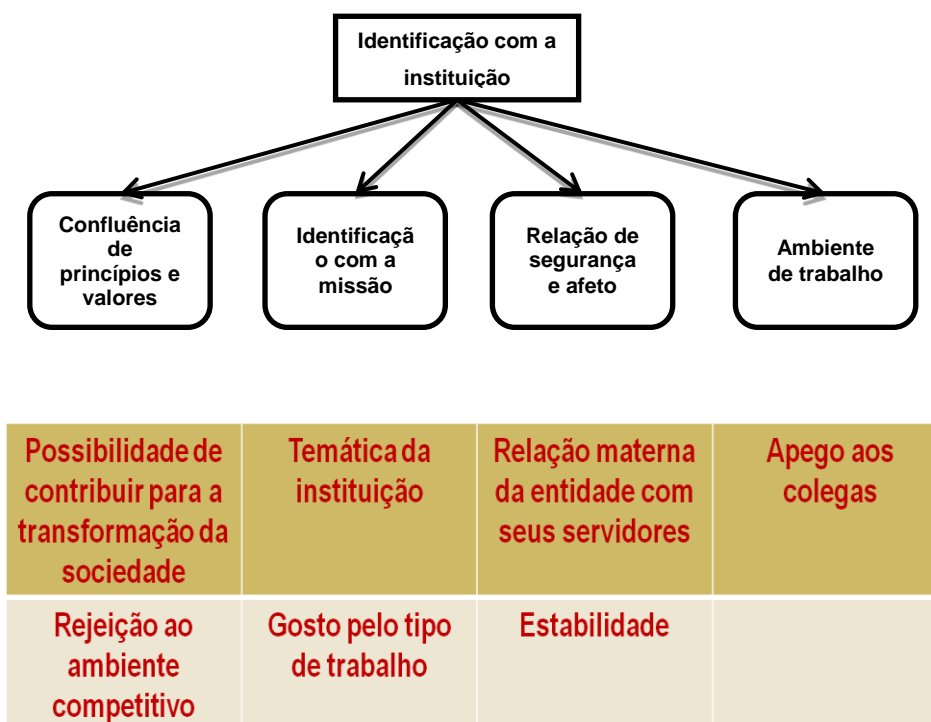 Identificação com a
instituição
Confluência
de
princípios e
valores
Identificaçã
o com a
missão
Relação de
segurança
e afeto
Ambiente
de trabalho
Possibilidade de
contribuir para a
transformação da
sociedade
Temática da
instituição
Relação materna
da entidade com
seus servidores
Apego aos
colegas
Rejeição ao
ambiente
competitivo
Gosto pelo tipo
de trabalho
Estabilidade